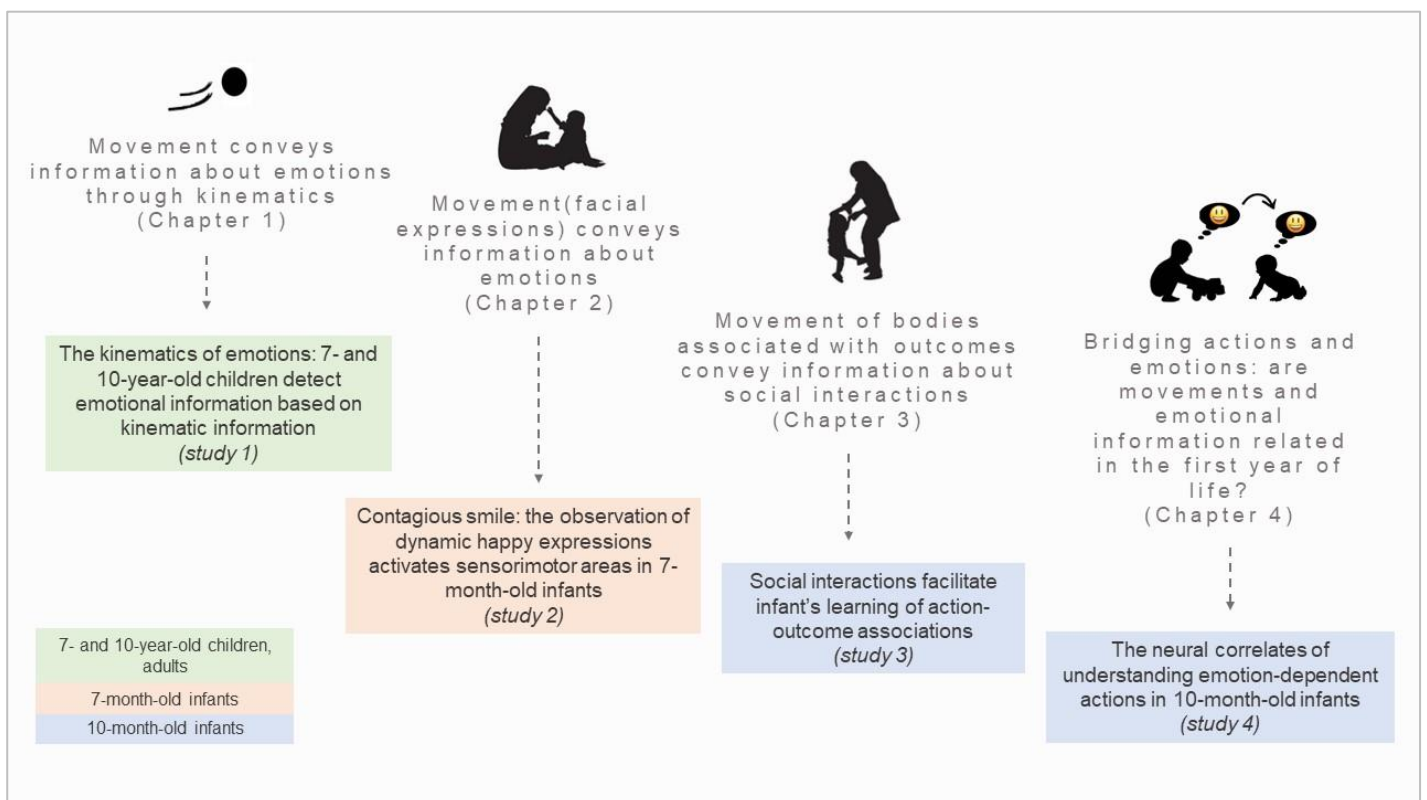 Movement conveys
information about emotions
through kinematics
(Chapter 1)
The kinematics of emotions: 7- and
10-year-old children detect
emotional information based on
kinematic information
(study 1)
Movement(facial
expressions) conveys
information about
emotions
(Chapter 2)
Contagious smile: the observation of
dynamic happy expressions
activates sensorimotor areas in 7-
month-old infants
(study 2)
Movement of bodies
associated with outcomes
convey information about
social interactions
(Chapter 3)
Social interactions facilitate
infant’s learning of action-
outcome associations
(study 3)
Bridging actions and
emotions: are
movements and
emotional
information related
in the first year of
life?
(Chapter 4)
The neural correlates of
understanding emotion-dependent
actions in 10-month-old infants
(study 4)
7- and 10-year-old children,
adults
7-month-old infants
10-month-old infants